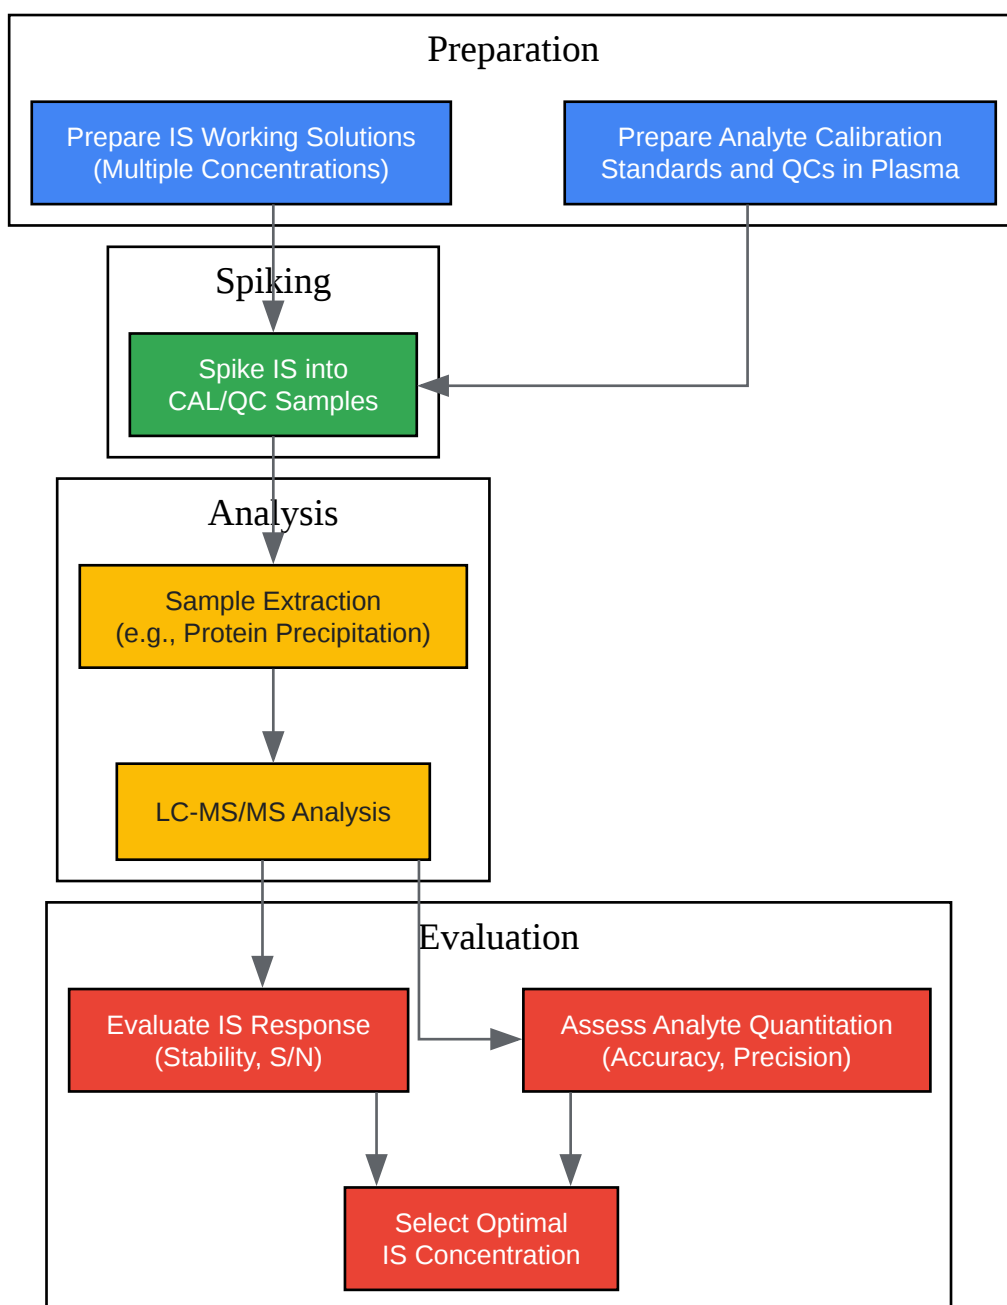 Preparation
Prepare IS Working Solutions
(Multiple Concentrations)
Prepare Analyte Calibration
Standards and QCs in Plasma
Spiking
Spike IS into
CAL/QC Samples
Analysis
Sample Extraction
(e.g., Protein Precipitation)
LC-MS/MS Analysis
Evaluation
Evaluate IS Response
(Stability, S/N)
Assess Analyte Quantitation
(Accuracy, Precision)
Select Optimal
IS Concentration